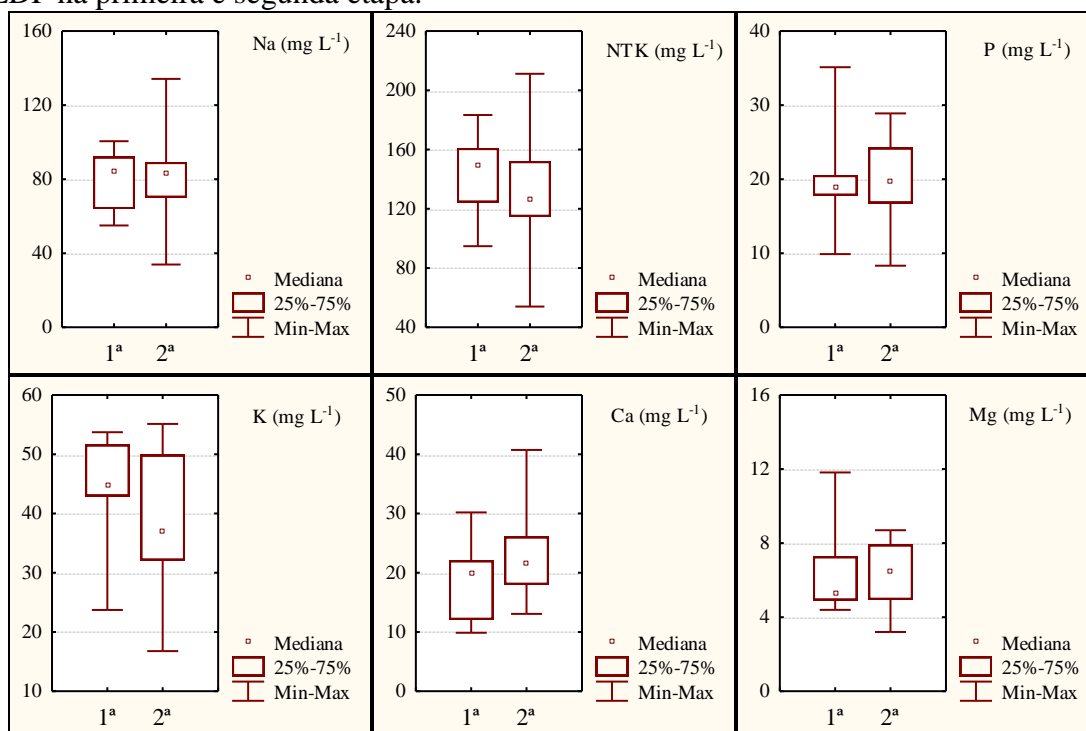 EDP na primeira e segunda etapa.
Na (mg L⁻¹)
160
120
80
40
0
1ª 2ª
Mediana
25%-75%
Min-Max
NTK (mg L⁻¹)
240
200
160
120
80
40
1ª 2ª
Mediana
25%-75%
Min-Max
P (mg L⁻¹)
40
30
20
10
0
1ª 2ª
Mediana
25%-75%
Min-Max
K (mg L⁻¹)
60
50
40
30
20
10
1ª 2ª
Mediana
25%-75%
Min-Max
Ca (mg L⁻¹)
50
40
30
20
10
0
1ª 2ª
Mediana
25%-75%
Min-Max
Mg (mg L⁻¹)
16
12
8
4
0
1ª 2ª
Mediana
25%-75%
Min-Max